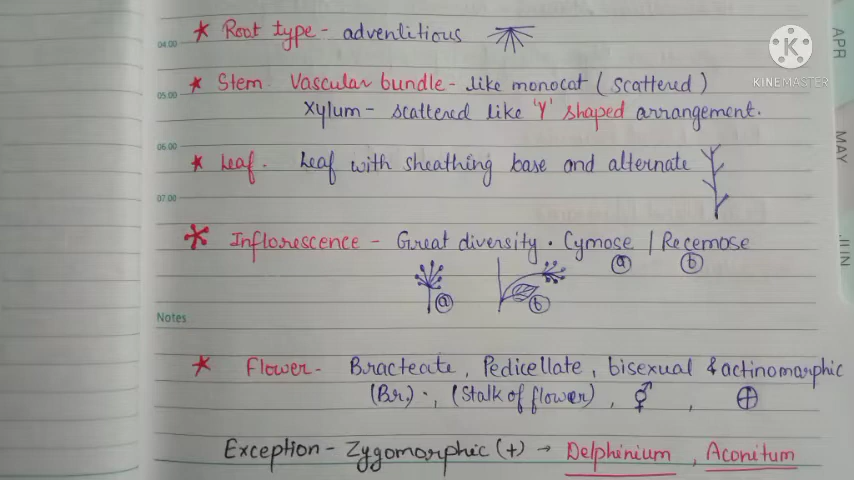 * Root type - adventitious
04.00
KINEMASTER
APR
* Stem. Vascular bundle - like monocat (scattered)
05.00
Xylum - scattered like 'Y' shaped arrangement.
MAY
06.00
* Leaf. Leaf with sheathing base and alternate
07.00
* Inflorescence - Great diversity. Cymose / Recemose
JUN
a b
a b
Notes
* Flower - Bracteate, Pedicellate, bisexual & actinomorphic
(Br.) ., (Stalk of flower), ⚥, ⊕
Exception - Zygomorphic (+) → Delphinium, Aconitum